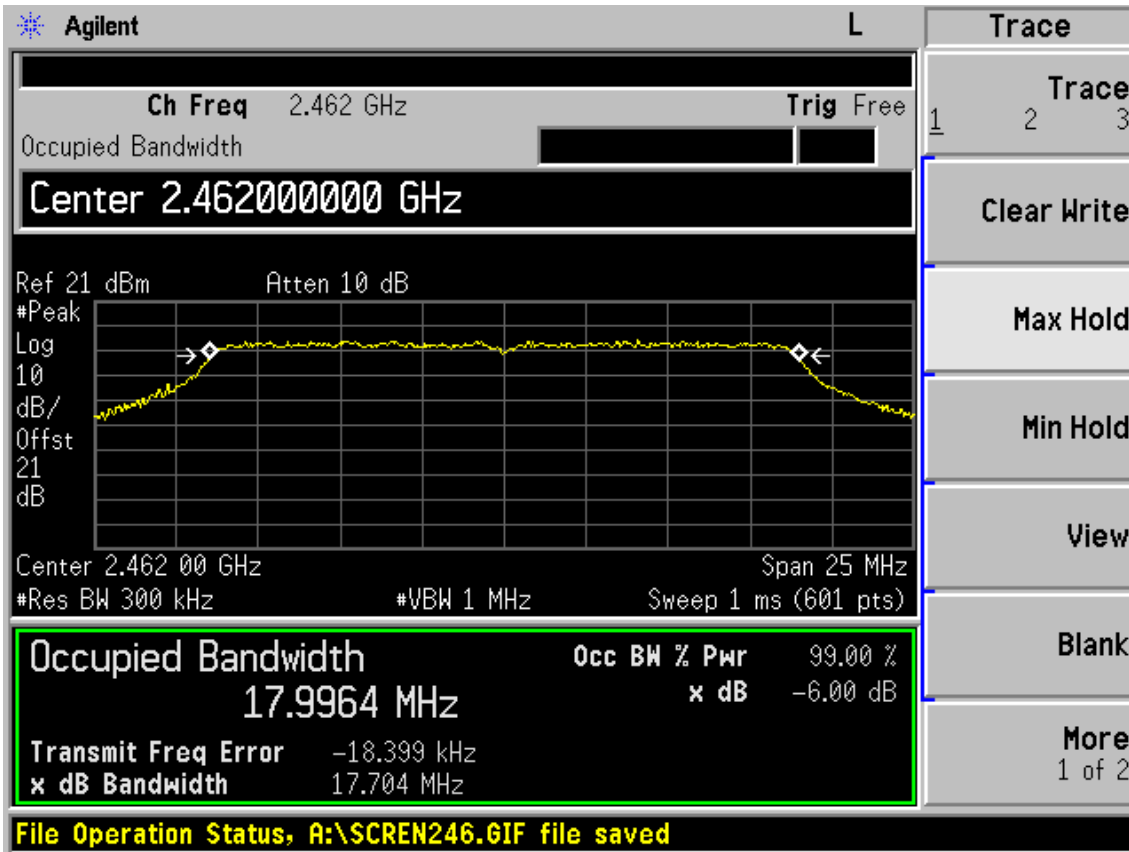 Agilent L Trace
Ch Freq 2.462 GHz Trig Free
Occupied Bandwidth
Center 2.462000000 GHz
Ref 21 dBm Atten 10 dB
#Peak
Log
10
dB/
Offst
21
dB
Center 2.462 00 GHz Span 25 MHz
#Res BW 300 kHz #VBW 1 MHz Sweep 1 ms (601 pts)
Occupied Bandwidth Occ BW % Pwr 99.00 %
17.9964 MHz x dB -6.00 dB
Transmit Freq Error -18.399 kHz
x dB Bandwidth 17.704 MHz
File Operation Status, A:\SCREN246.GIF file saved
Trace
1 2 3
Clear Write
Max Hold
Min Hold
View
Blank
More
1 of 2